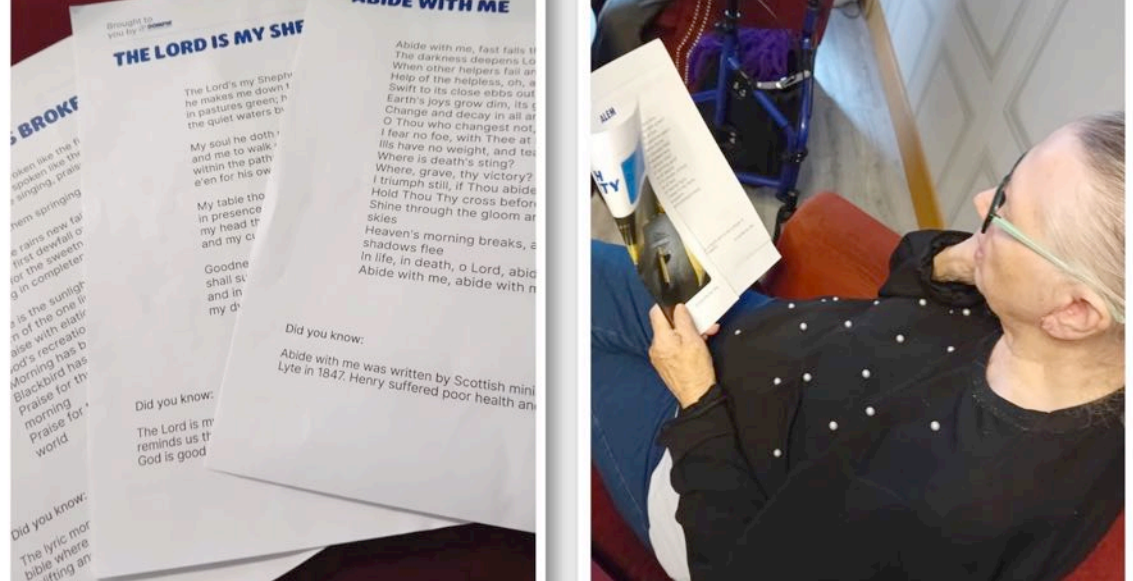 S BROKE
oken like the
spoken like the
singing, prais
hem springing
e rains new fal
first dewfall o
or the sweetn
g in completer
e is the sunligh
n of the one li
aise with elatio
od's recreatio
Morning has b
Blackbird has
Praise for th
morning
Praise for
world
Did you know:
The lyric mor
bible where
lifting an
Brought to
you by
THE LORD IS MY SHE
The Lord's my Sheph
he makes me down
in pastures green; h
the quiet waters b
My soul he doth
and me to walk
within the path
e'en for his ow
My table tho
in presence
my head th
and my cu
Goodne
shall su
and in
my d
Did you know:
The Lord is m
reminds us th
God is good
ABIDE WITH ME
Abide with me, fast falls t
The darkness deepens Lo
When other helpers fail an
Help of the helpless, oh, a
Swift to its close ebbs out
Earth's joys grow dim, its g
Change and decay in all ar
O Thou who changest not,
I fear no foe, with Thee at
Ills have no weight, and tea
Where is death's sting?
Where, grave, thy victory?
I triumph still, if Thou abide
Hold Thou Thy cross before
Shine through the gloom an
skies
Heaven's morning breaks, a
shadows flee
In life, in death, o Lord, abid
Abide with me, abide with m
Did you know:
Abide with me was written by Scottish mini
Lyte in 1847. Henry suffered poor health and
ALEM
H
TY